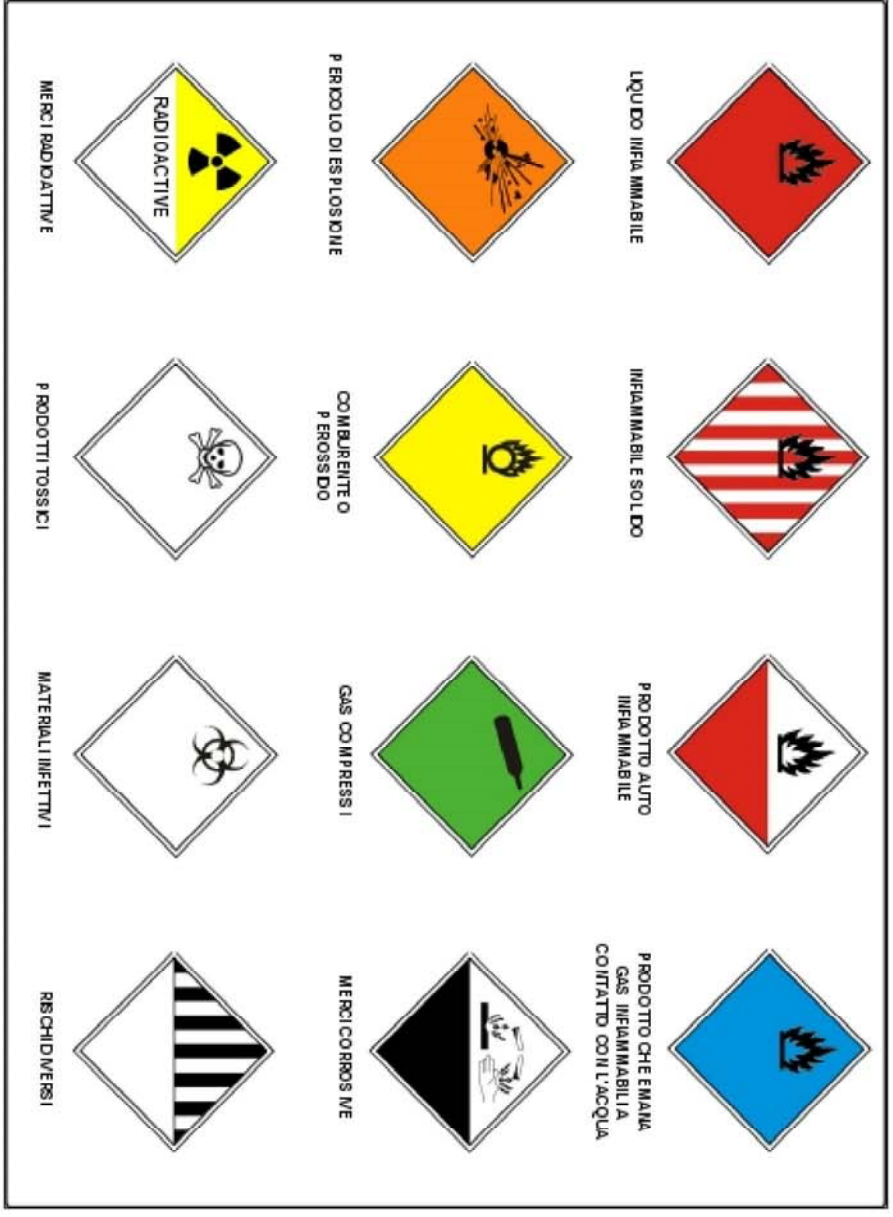 LIQUIDO INFIAMMABILE
INFIAMMABILE SOLIDO
PRODOTTO AUTO
INFIAMMABILE
PRODOTTO CHE EMANA
GAS INFIAMMABILI A
CONTATTO CON L'ACQUA
PERICOLO DI ESPLOSIONE
COMBURENTE O
PEROSSIDO
GAS COMPRESSI
MERCI CORROSIVE
RADIOACTIVE
MERCI RADIOATTIVE
PRODOTTI TOSSICI
MATERIALI INFETTIVI
RISCHI DIVERSI